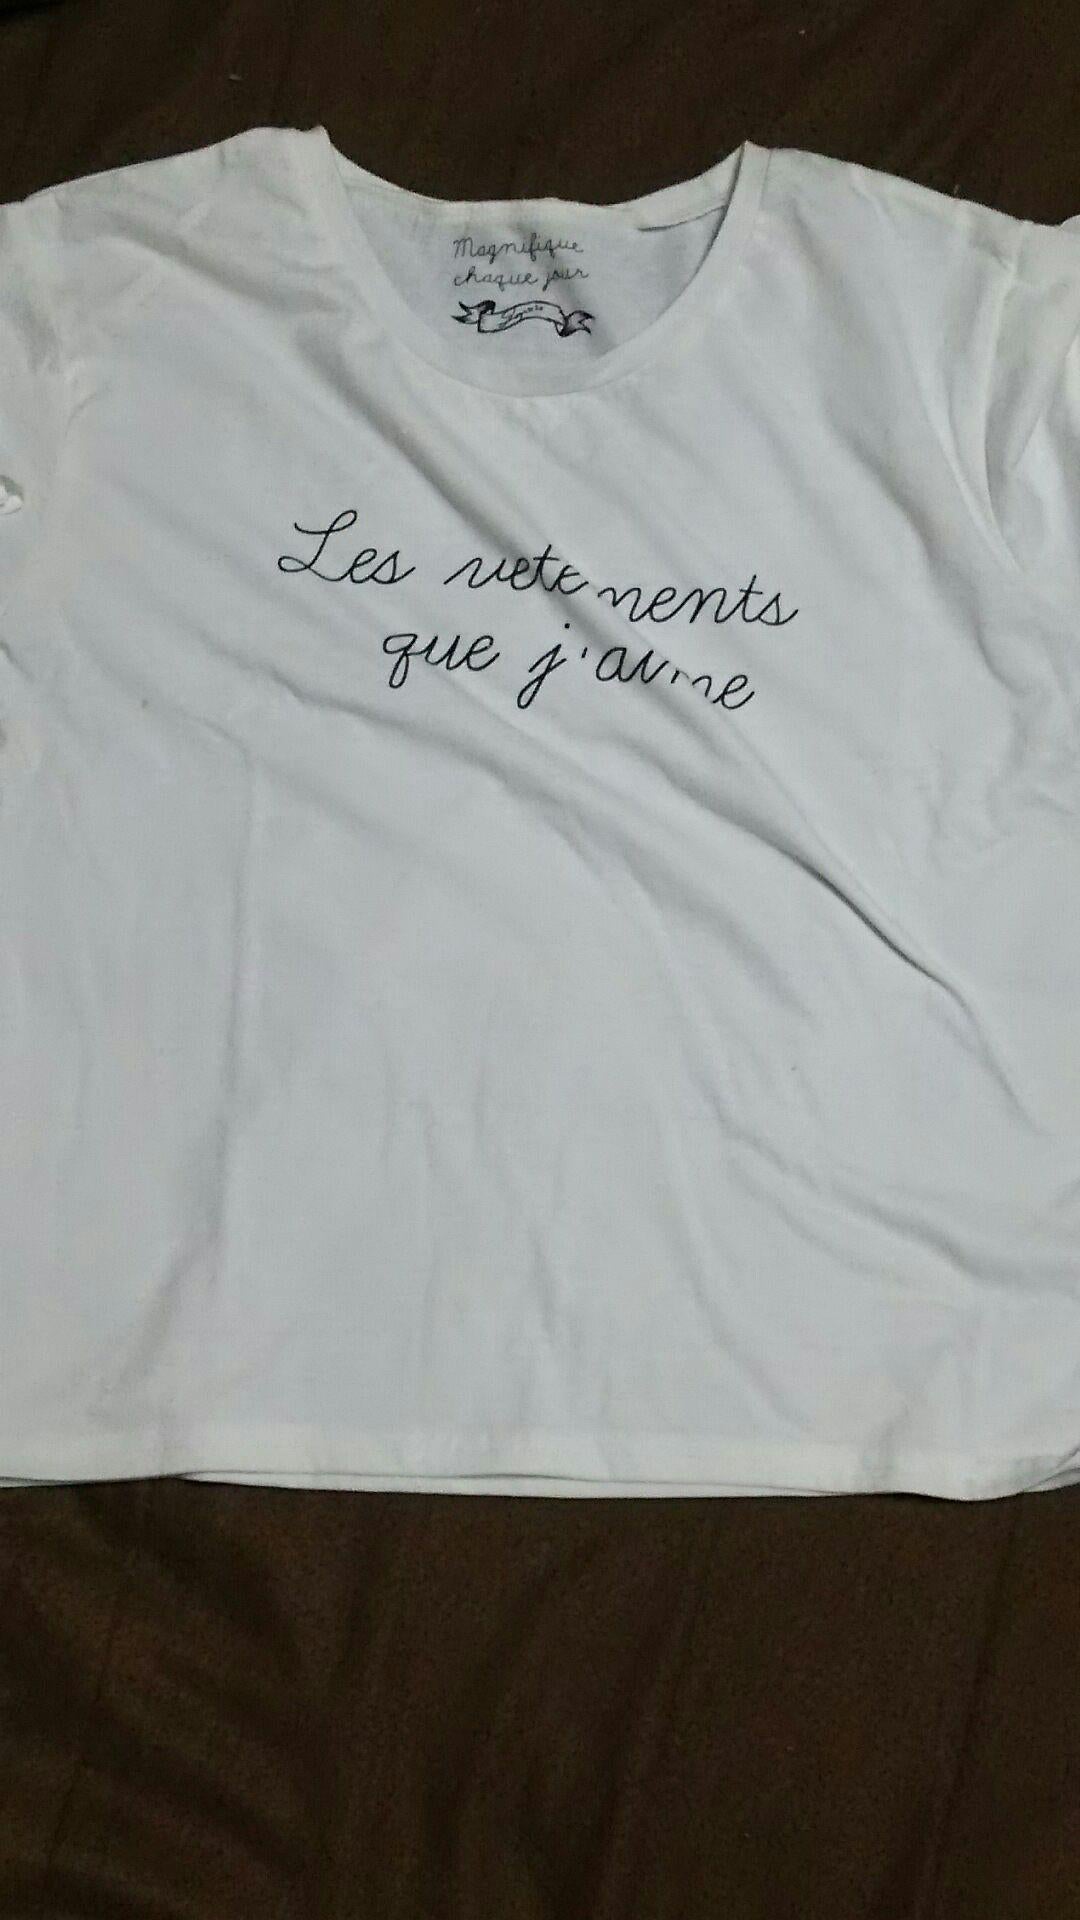 Magnifique
chaque jour
Les vetements
que j'aime